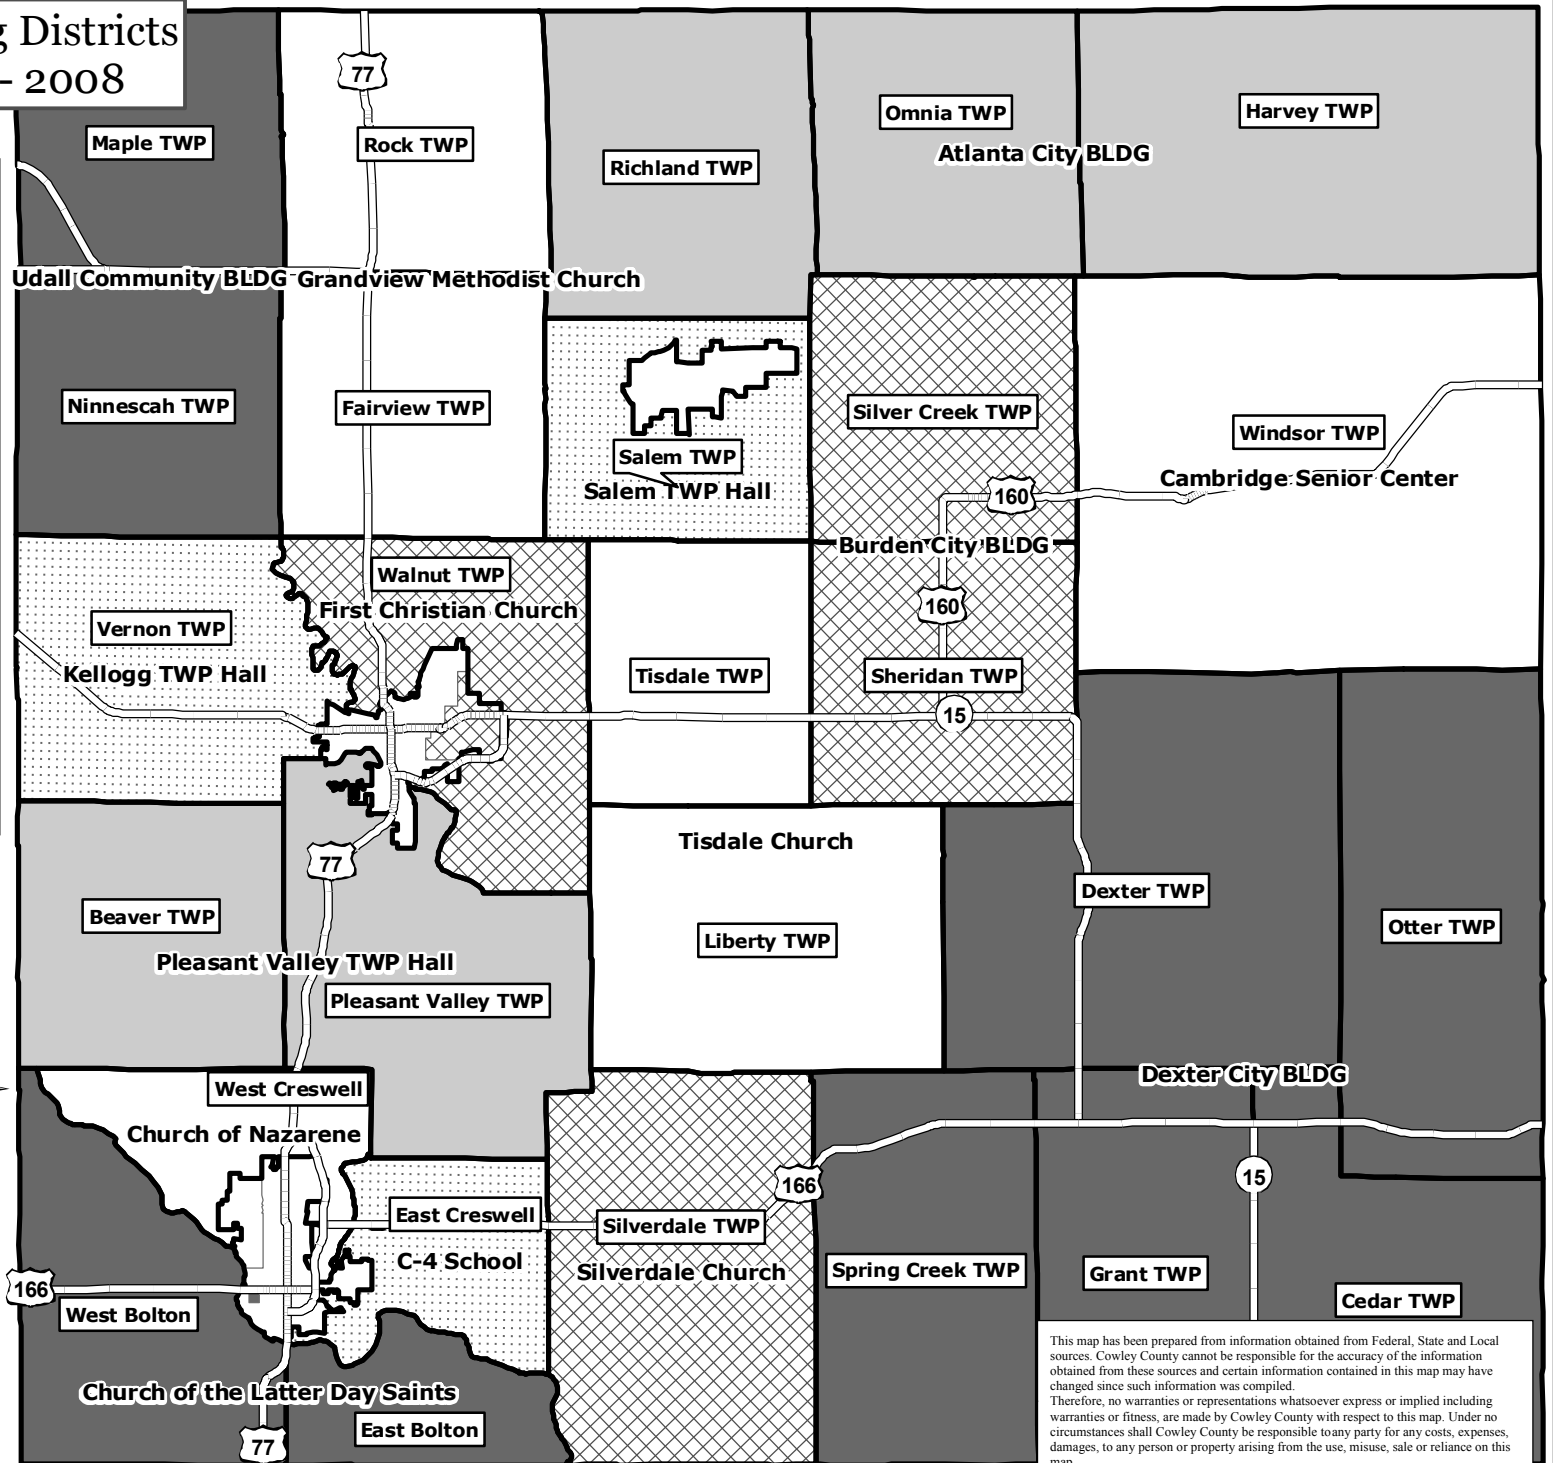 Districts
- 2008
77
Maple TWP
Rock TWP
Richland TWP
Omnia TWP
Harvey TWP
Atlanta City BLDG
Udall Community BLDG
Grandview Methodist Church
Ninnescah TWP
Fairview TWP
Salem TWP
Salem TWP Hall
Silver Creek TWP
Windsor TWP
Cambridge Senior Center
160
Burden City BLDG
160
Walnut TWP
First Christian Church
Vernon TWP
Kellogg TWP Hall
Tisdale TWP
Sheridan TWP
15
Tisdale Church
77
Beaver TWP
Pleasant Valley TWP Hall
Pleasant Valley TWP
Liberty TWP
Dexter TWP
Otter TWP
Dexter City BLDG
West Creswell
Church of Nazarene
166
15
East Creswell
C-4 School
Silverdale TWP
Silverdale Church
Spring Creek TWP
Grant TWP
Cedar TWP
166
West Bolton
Church of the Latter Day Saints
East Bolton
77
This map has been prepared from information obtained from Federal, State and Local
sources. Cowley County cannot be responsible for the accuracy of the information
obtained from these sources and certain information contained in this map may have
changed since such information was compiled.
Therefore, no warranties or representations whatsoever express or implied including
warranties or fitness, are made by Cowley County with respect to this map. Under no
circumstances shall Cowley County be responsible to any party for any costs, expenses,
damages, to any person or property arising from the use, misuse, sale or reliance on this
map.